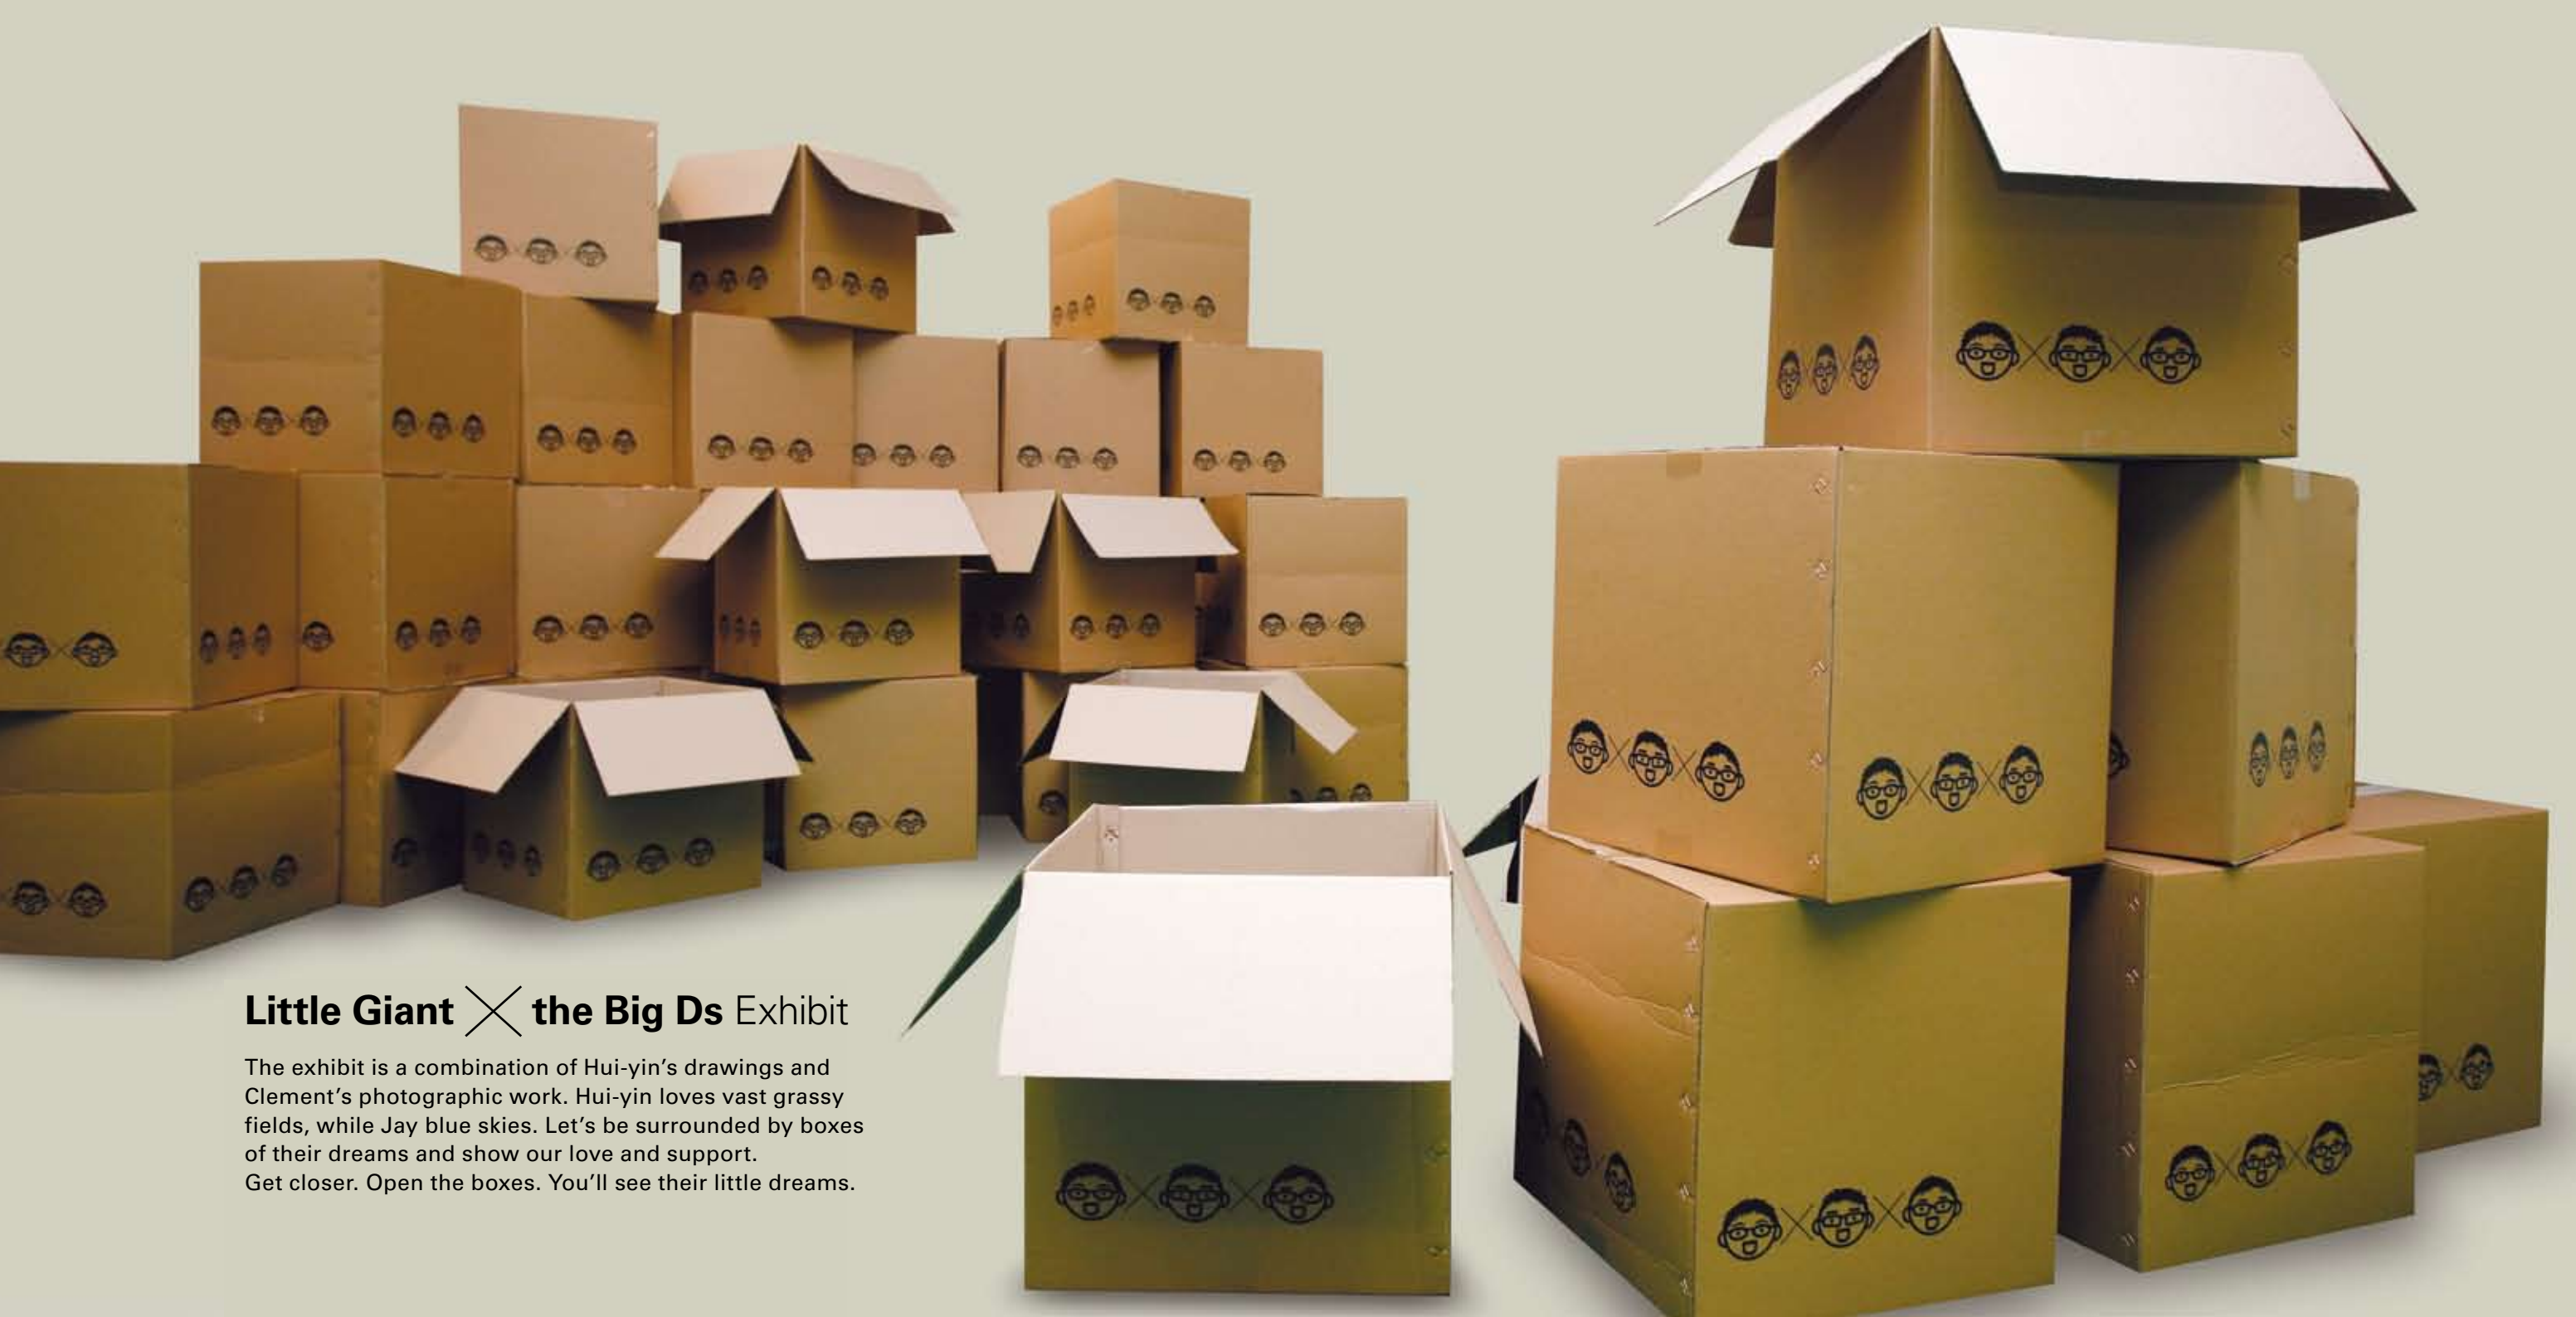 Little Giant × the Big Ds Exhibit
The exhibit is a combination of Hui-yin's drawings and
Clement's photographic work. Hui-yin loves vast grassy
fields, while Jay blue skies. Let's be surrounded by boxes
of their dreams and show our love and support.
Get closer. Open the boxes. You'll see their little dreams.